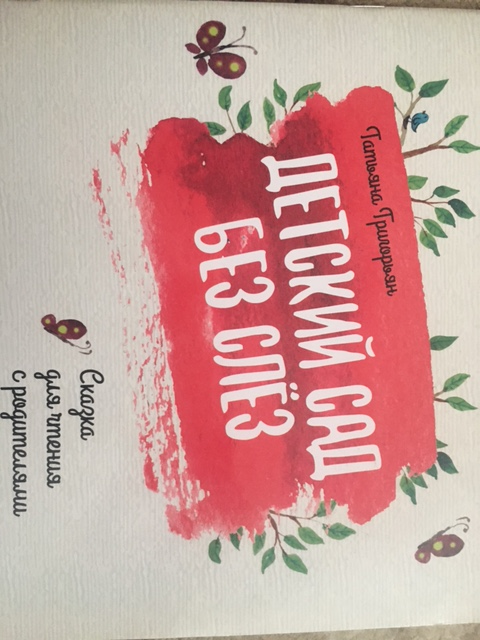 Татьяна Григорьян
ДЕТСКИЙ САД
БЕЗ СЛЁЗ
Сказка
для чтения
с родителями